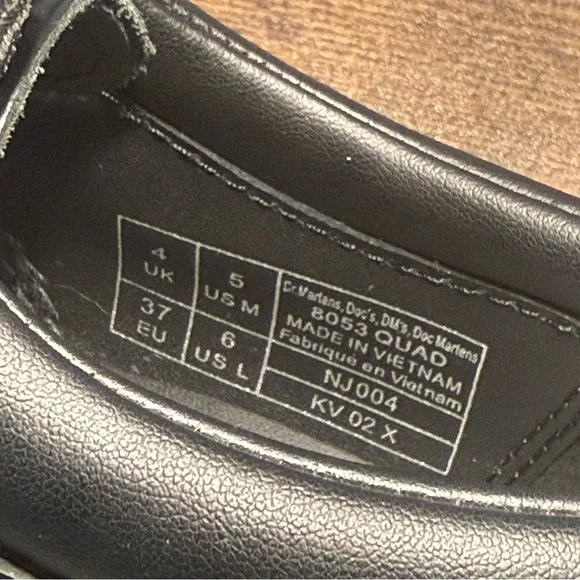 4
UK
5
US M
37
EU
6
US L
Dr. Martens, Doc's, DM's, Doc Martens
8053 QUAD
MADE IN VIETNAM
Fabriqué en Vietnam
NJ004
KV 02 X